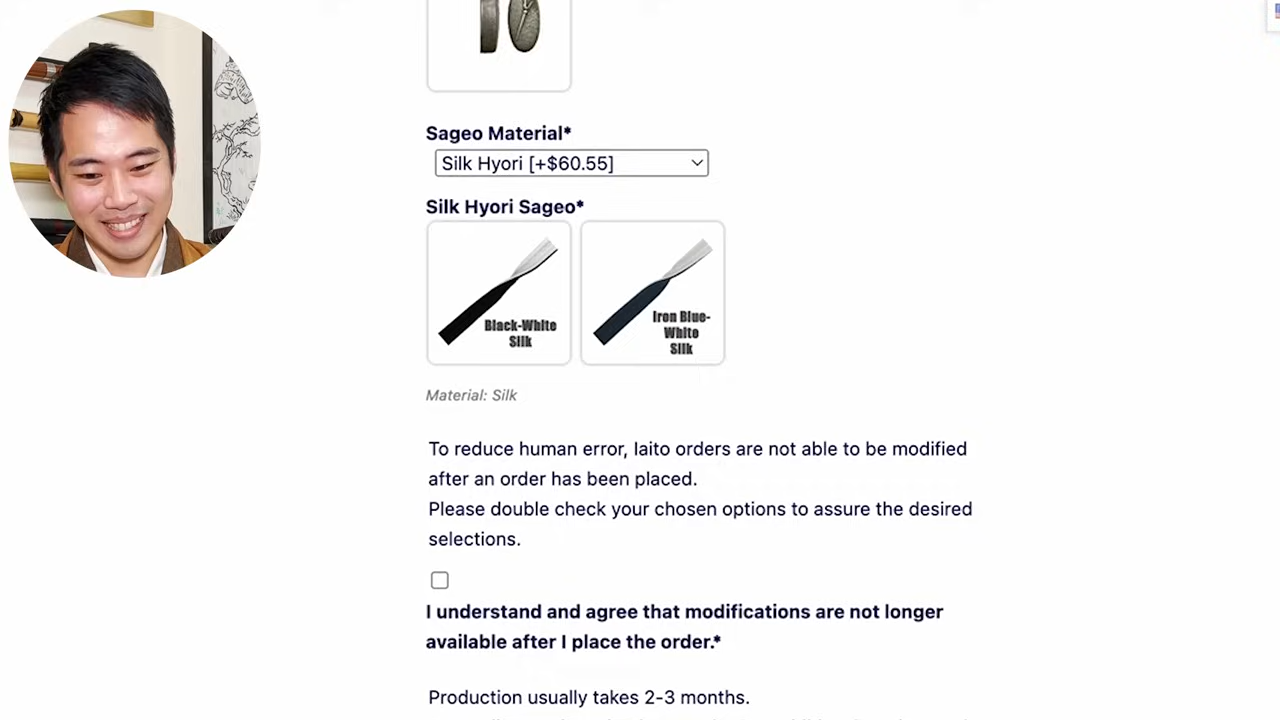 Sageo Material*
Silk Hyori [+$60.55]
Silk Hyori Sageo*
Black-White
Silk
Iron Blue-
White
Silk
Material: Silk
To reduce human error, Iaito orders are not able to be modified
after an order has been placed.
Please double check your chosen options to assure the desired
selections.
I understand and agree that modifications are not longer
available after I place the order.*
Production usually takes 2-3 months.